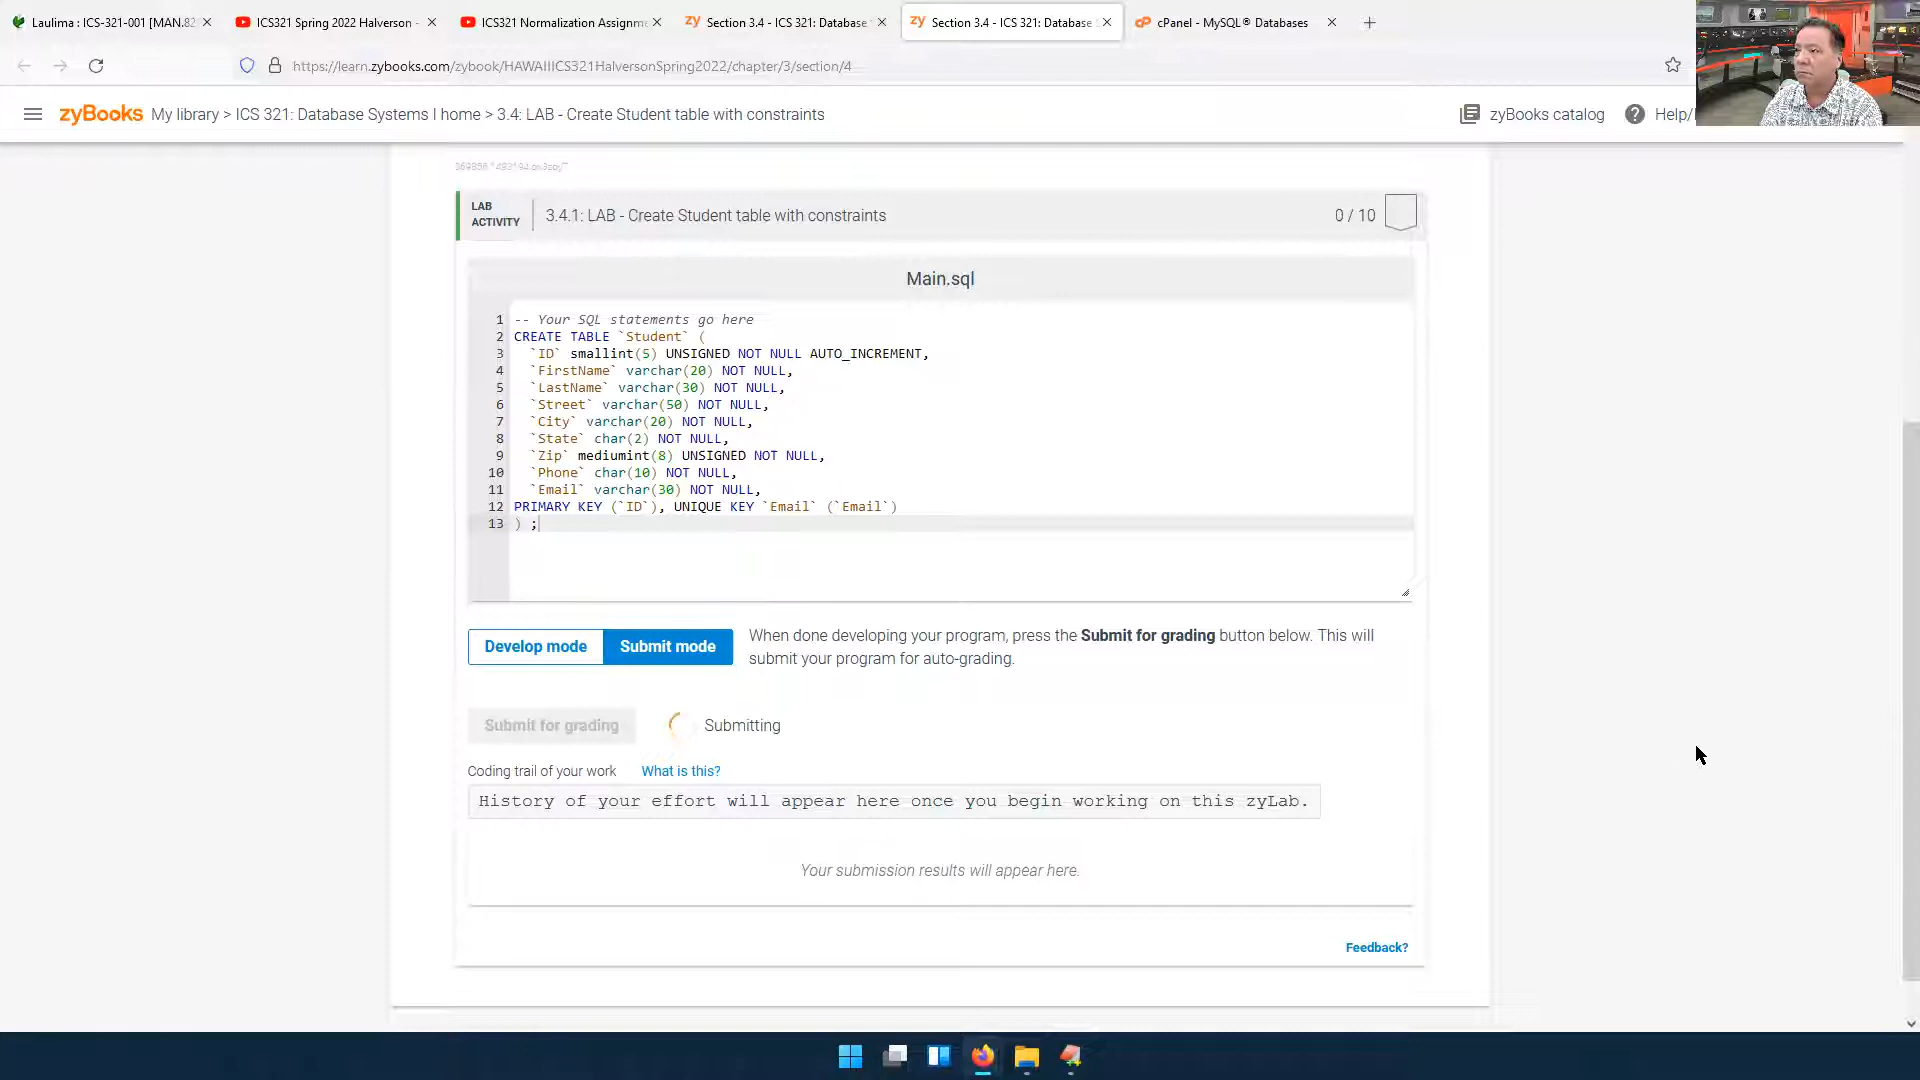 Laulima : ICS-321-001 [MAN.82
ICS321 Spring 2022 Halverson -
ICS321 Normalization Assignme
zy Section 3.4 - ICS 321: Database
zy Section 3.4 - ICS 321: Database S
cP cPanel - MySQL® Databases
https://learn.zybooks.com/zybook/HAWAIIICS321HalversonSpring2022/chapter/3/section/4
zyBooks My library > ICS 321: Database Systems I home > 3.4: LAB - Create Student table with constraints
zyBooks catalog
? Help/
LAB
ACTIVITY
3.4.1: LAB - Create Student table with constraints
0 / 10
Main.sql
1 -- Your SQL statements go here
2 CREATE TABLE `Student` (
3 `ID` smallint(5) UNSIGNED NOT NULL AUTO_INCREMENT,
4 `FirstName` varchar(20) NOT NULL,
5 `LastName` varchar(30) NOT NULL,
6 `Street` varchar(50) NOT NULL,
7 `City` varchar(20) NOT NULL,
8 `State` char(2) NOT NULL,
9 `Zip` mediumint(8) UNSIGNED NOT NULL,
10 `Phone` char(10) NOT NULL,
11 `Email` varchar(30) NOT NULL,
12 PRIMARY KEY (`ID`), UNIQUE KEY `Email` (`Email`)
13 ) ;
Develop mode
Submit mode
When done developing your program, press the Submit for grading button below. This will
submit your program for auto-grading.
Submit for grading
Submitting
Coding trail of your work
What is this?
History of your effort will appear here once you begin working on this zyLab.
Your submission results will appear here.
Feedback?